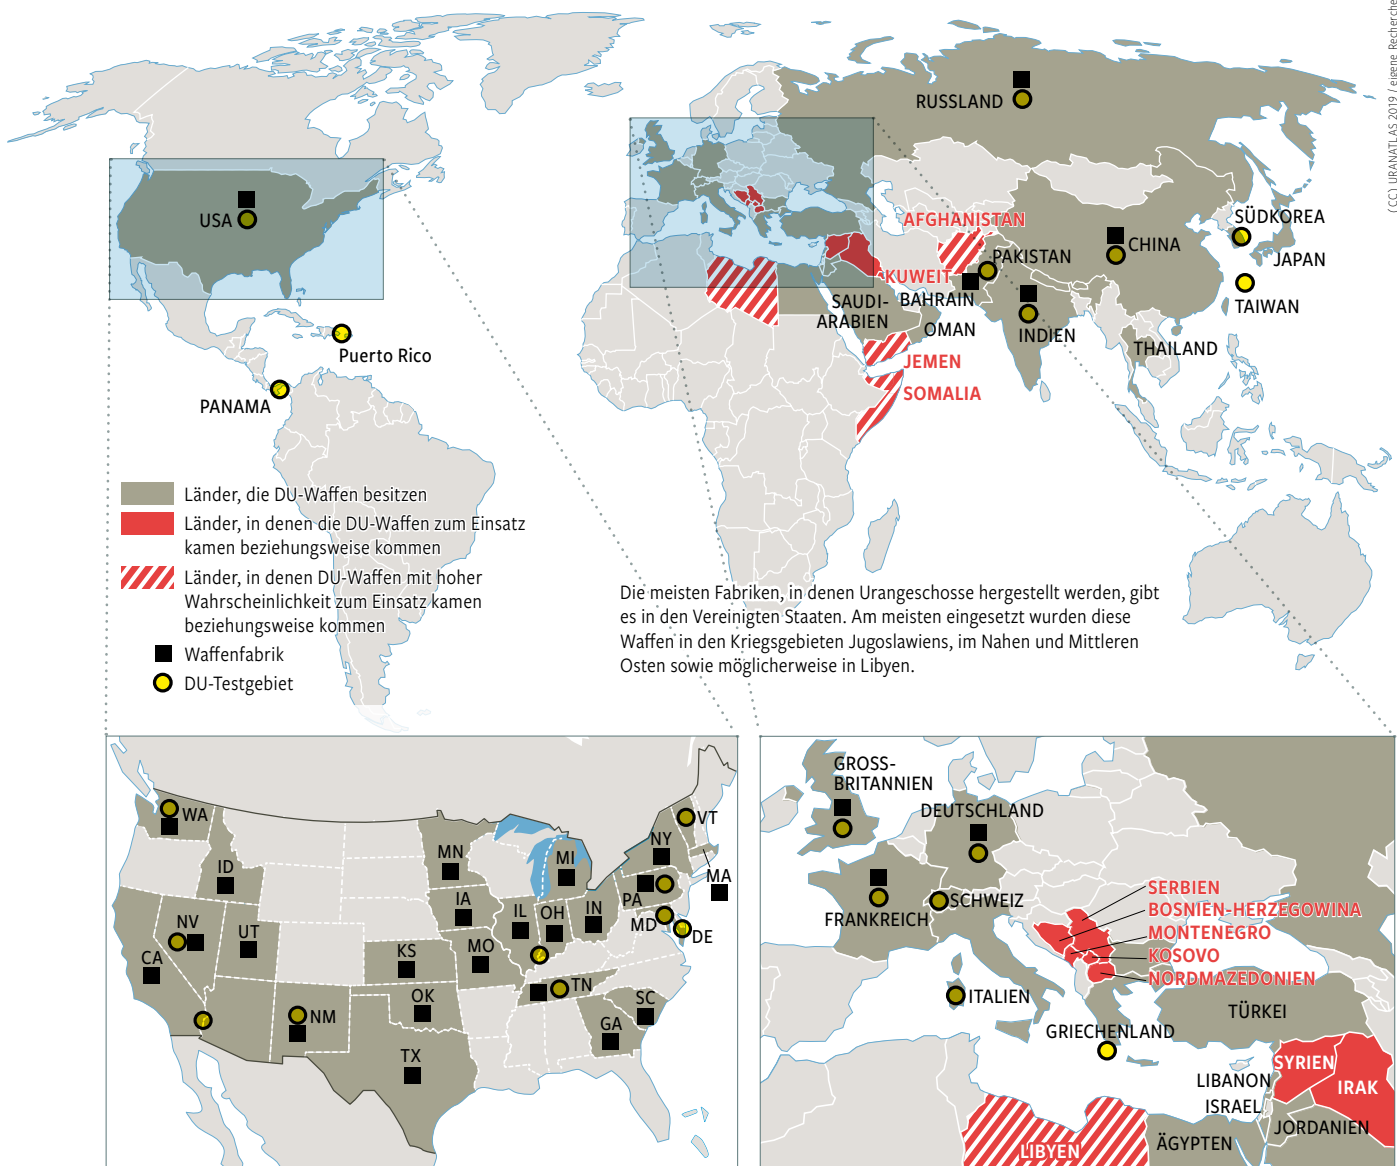 (CC) URANATLAS 2019 / eigene Recherche
RUSSLAND
USA
AFGHANISTAN
SÜDKOREA
CHINA
JAPAN
PAKISTAN
KUWEIT
BAHRAIN
SAUDI-
ARABIEN
OMAN
INDIEN
TAIWAN
THAILAND
JEMEN
SOMALIA
Puerto Rico
PANAMA
Länder, die DU-Waffen besitzen
Länder, in denen die DU-Waffen zum Einsatz
kamen beziehungsweise kommen
Länder, in denen DU-Waffen mit hoher
Wahrscheinlichkeit zum Einsatz kamen
beziehungsweise kommen
Waffenfabrik
DU-Testgebiet
Die meisten Fabriken, in denen Urangeschosse hergestellt werden, gibt
es in den Vereinigten Staaten. Am meisten eingesetzt wurden diese
Waffen in den Kriegsgebieten Jugoslawiens, im Nahen und Mittleren
Osten sowie möglicherweise in Libyen.
WA
VT
MN
MI
NY
ID
MA
IA
PA
IL
OH
IN
MD
DE
NV
UT
KS
MO
CA
TN
OK
SC
NM
GA
TX
GROSS-
BRITANNIEN
DEUTSCHLAND
FRANKREICH
SCHWEIZ
SERBIEN
BOSNIEN-HERZEGOWINA
MONTENEGRO
KOSOVO
NORDMAZEDONIEN
ITALIEN
TÜRKEI
GRIECHENLAND
SYRIEN
LIBANON
IRAK
ISRAEL
JORDANIEN
ÄGYPTEN
LIBYEN